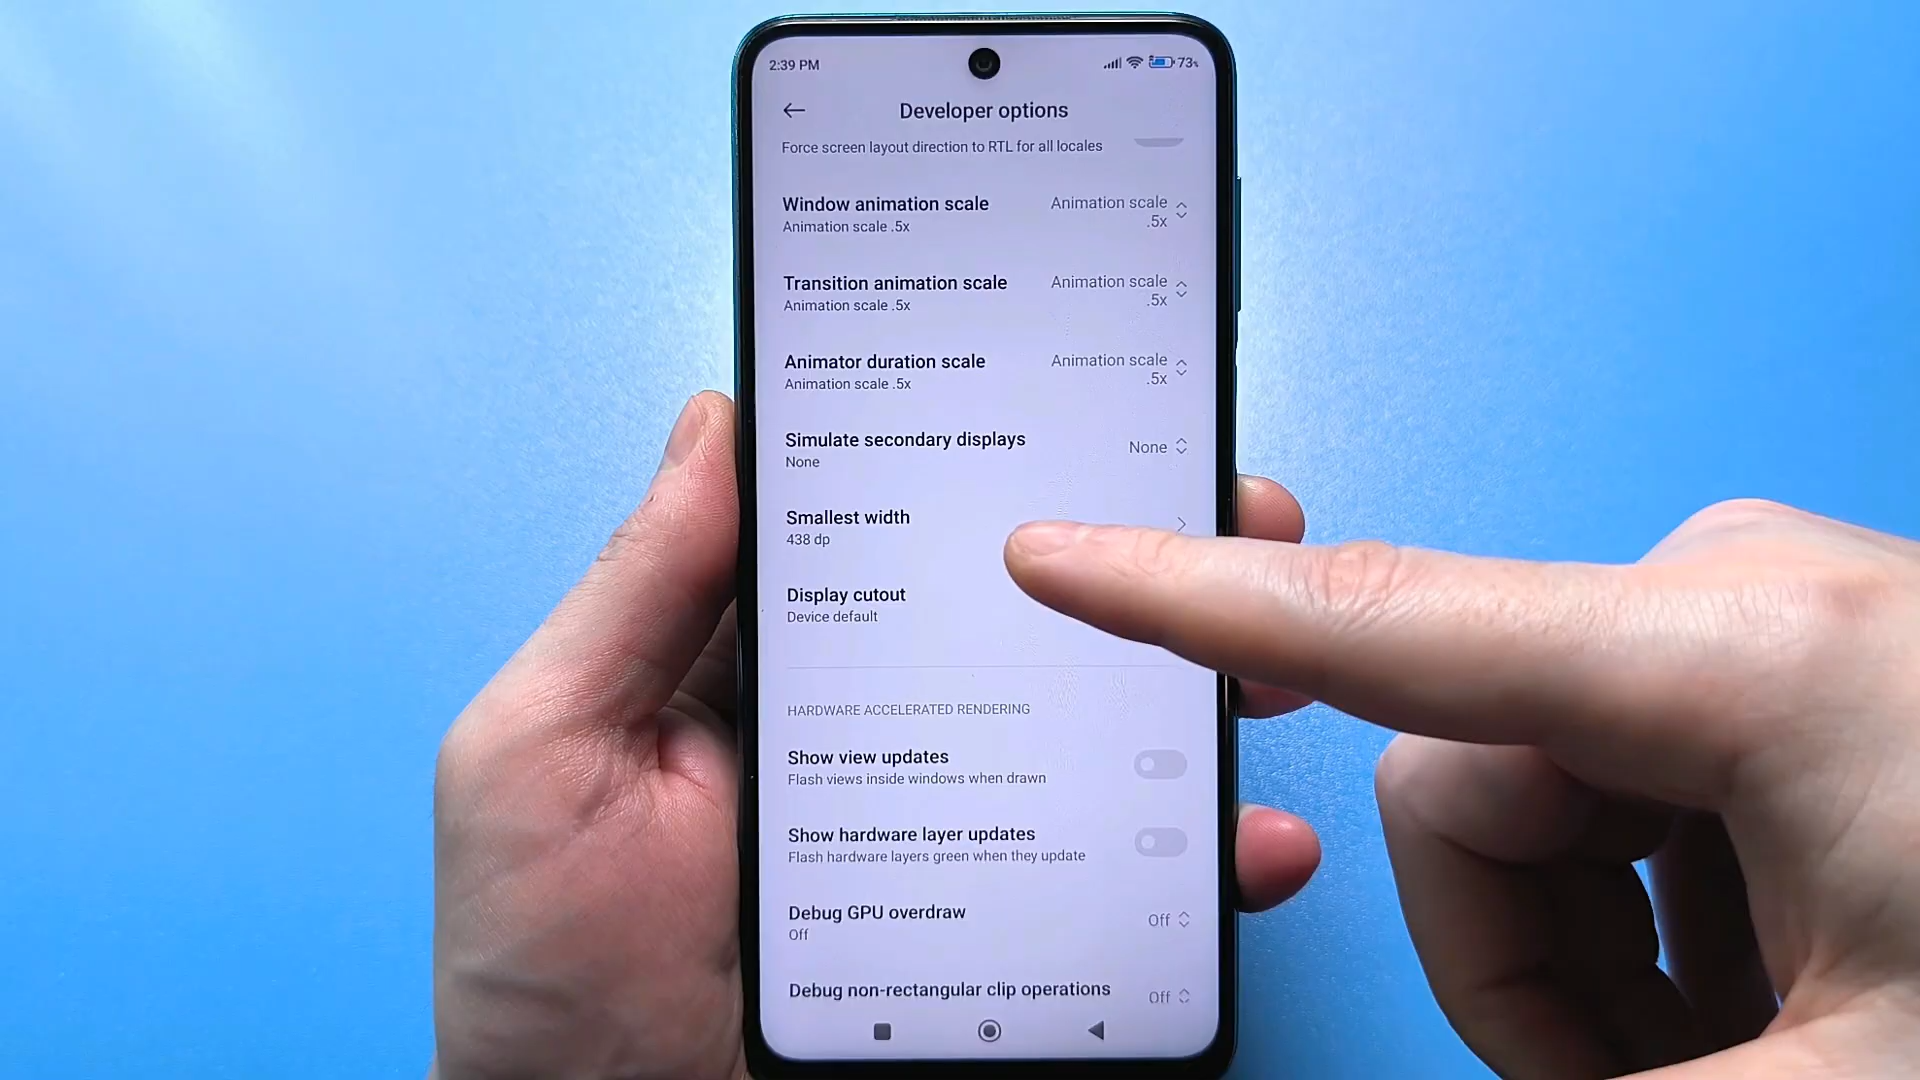 2:39 PM
73%
Developer options
Force screen layout direction to RTL for all locales
Window animation scale
Animation scale .5x
Animation scale
.5x
Transition animation scale
Animation scale .5x
Animation scale
.5x
Animator duration scale
Animation scale .5x
Animation scale
.5x
Simulate secondary displays
None
None
Smallest width
438 dp
Display cutout
Device default
HARDWARE ACCELERATED RENDERING
Show view updates
Flash views inside windows when drawn
Show hardware layer updates
Flash hardware layers green when they update
Debug GPU overdraw
Off
Off
Debug non-rectangular clip operations
Off